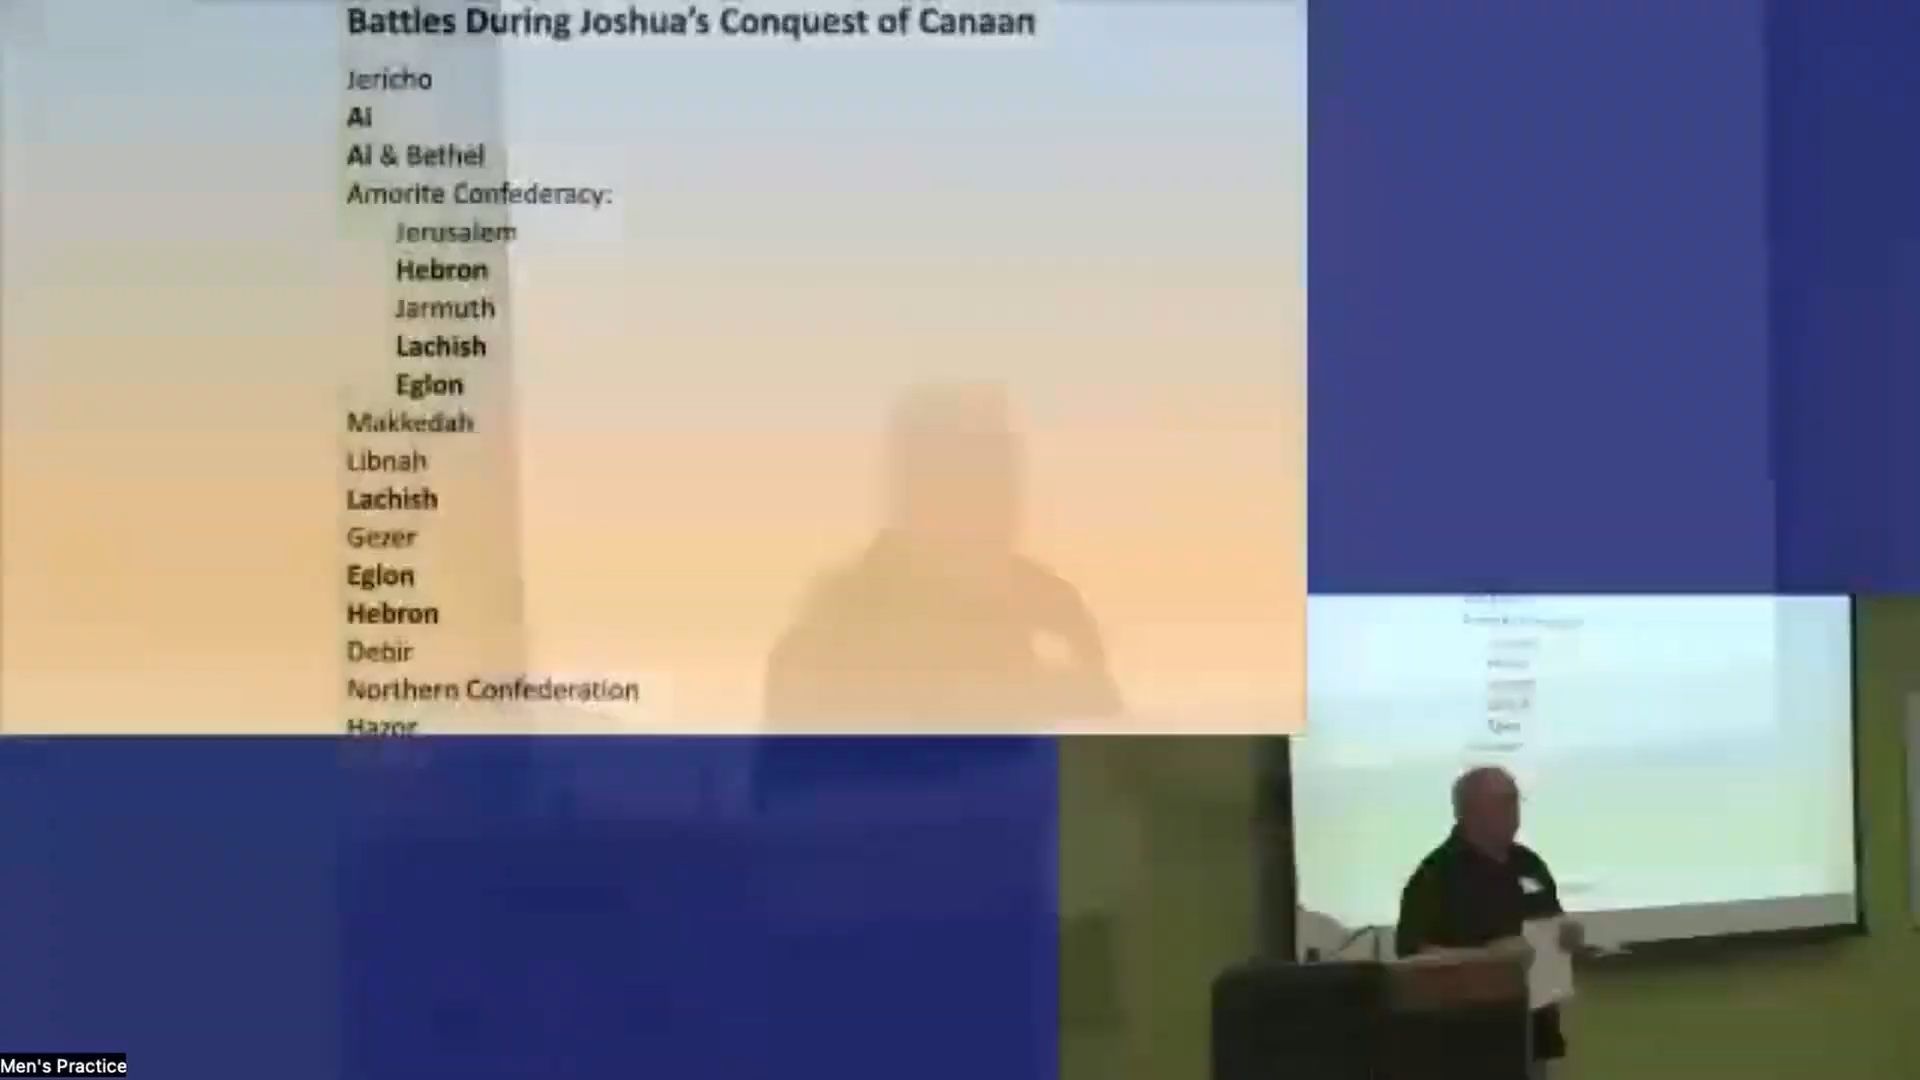 Battles During Joshua's Conquest of Canaan
Jericho
Ai
Ai & Bethel
Amorite Confederacy:
Jerusalem
Hebron
Jarmuth
Lachish
Eglon
Makkedah
Libnah
Lachish
Gezer
Eglon
Hebron
Debir
Northern Confederation
Hazor
Men's Practice